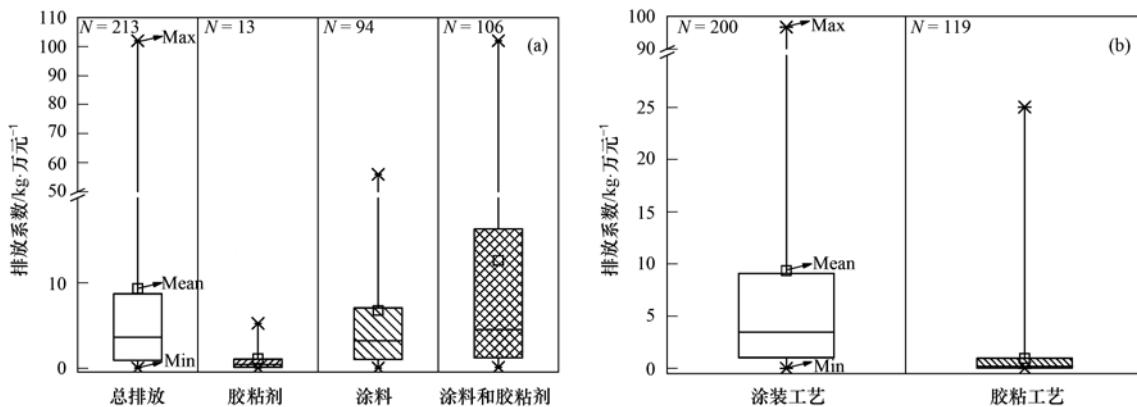 N = 213
N = 13
N = 94
N = 106
(a)
110
100
90
80
70
60
50
10
0
排放系数/kg·万元⁻¹
Max
Mean
Min
总排放
胶粘剂
涂料
涂料和胶粘剂
N = 200
N = 119
(b)
100
90
25
20
15
10
5
0
排放系数/kg·万元⁻¹
Max
Mean
Min
涂装工艺
胶粘工艺